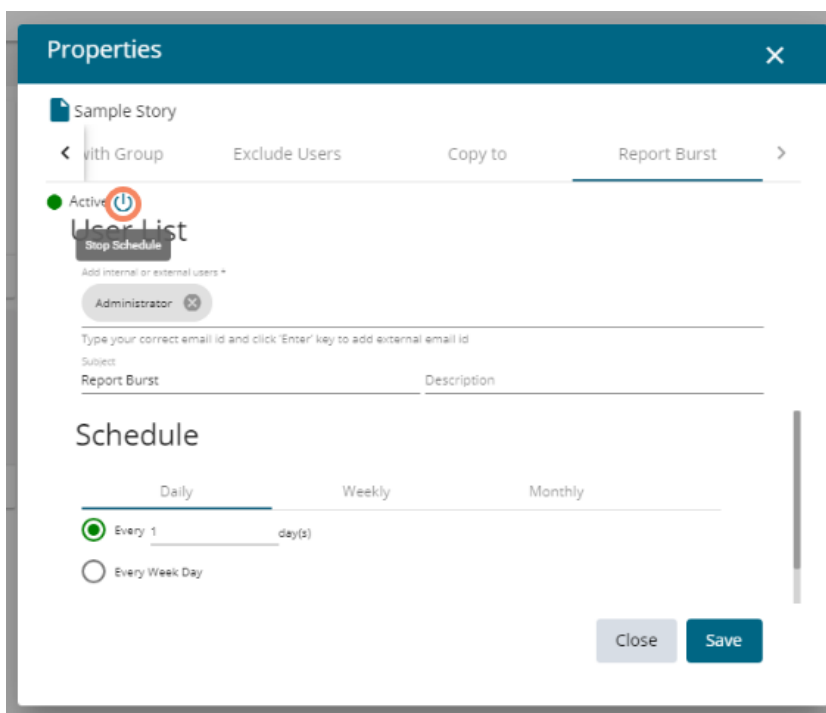 Properties
Sample Story
with Group Exclude Users Copy to Report Burst
Active
User List
Stop Schedule
Add internal or external users *
Administrator
Type your correct email id and click 'Enter' key to add external email id
Subject
Report Burst Description
Schedule
Daily Weekly Monthly
Every 1 day(s)
Every Week Day
Close Save